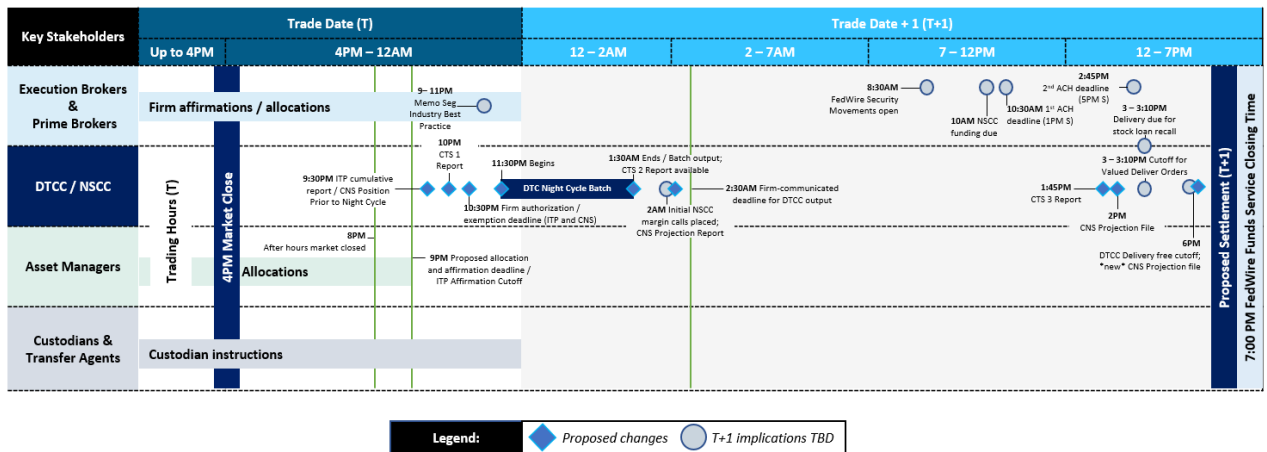 Key Stakeholders
Trade Date (T)
Trade Date + 1 (T+1)
Up to 4PM
4PM – 12AM
12 – 2AM
2 – 7AM
7 – 12PM
12 – 7PM
Execution Brokers
&
Prime Brokers
Firm affirmations / allocations
9– 11PM
Memo Seg
Industry Best
Practice
8:30AM
FedWire Security
Movements open
10AM NSCC
funding due
10:30AM 1st ACH
deadline (1PM S)
2:45PM
2nd ACH
deadline
(5PM S)
3 – 3:10PM
Delivery due for
stock loan recall
DTCC / NSCC
9:30PM ITP cumulative
report / CNS Position
Prior to Night Cycle
10PM
CTS 1
Report
10:30PM Firm authorization /
exemption deadline (ITP and CNS)
11:30PM Begins
DTC Night Cycle Batch
1:30AM Ends / Batch output;
CTS 2 Report available
2AM Initial NSCC
margin calls placed;
CNS Projection Report
2:30AM Firm-communicated
deadline for DTCC output
1:45PM
CTS 3 Report
2PM
CNS Projection File
3 – 3:10PM Cutoff for
Valued Deliver Orders
6PM
DTCC Delivery free cutoff;
*new* CNS Projection file
Asset Managers
Allocations
8PM
After hours market closed
9PM Proposed allocation
and affirmation deadline /
ITP Affirmation Cutoff
Custodians &
Transfer Agents
Custodian instructions
Trading Hours (T)
4PM Market Close
Proposed Settlement (T+1)
7:00 PM FedWire Funds Service Closing Time
Legend:
Proposed changes
T+1 implications TBD